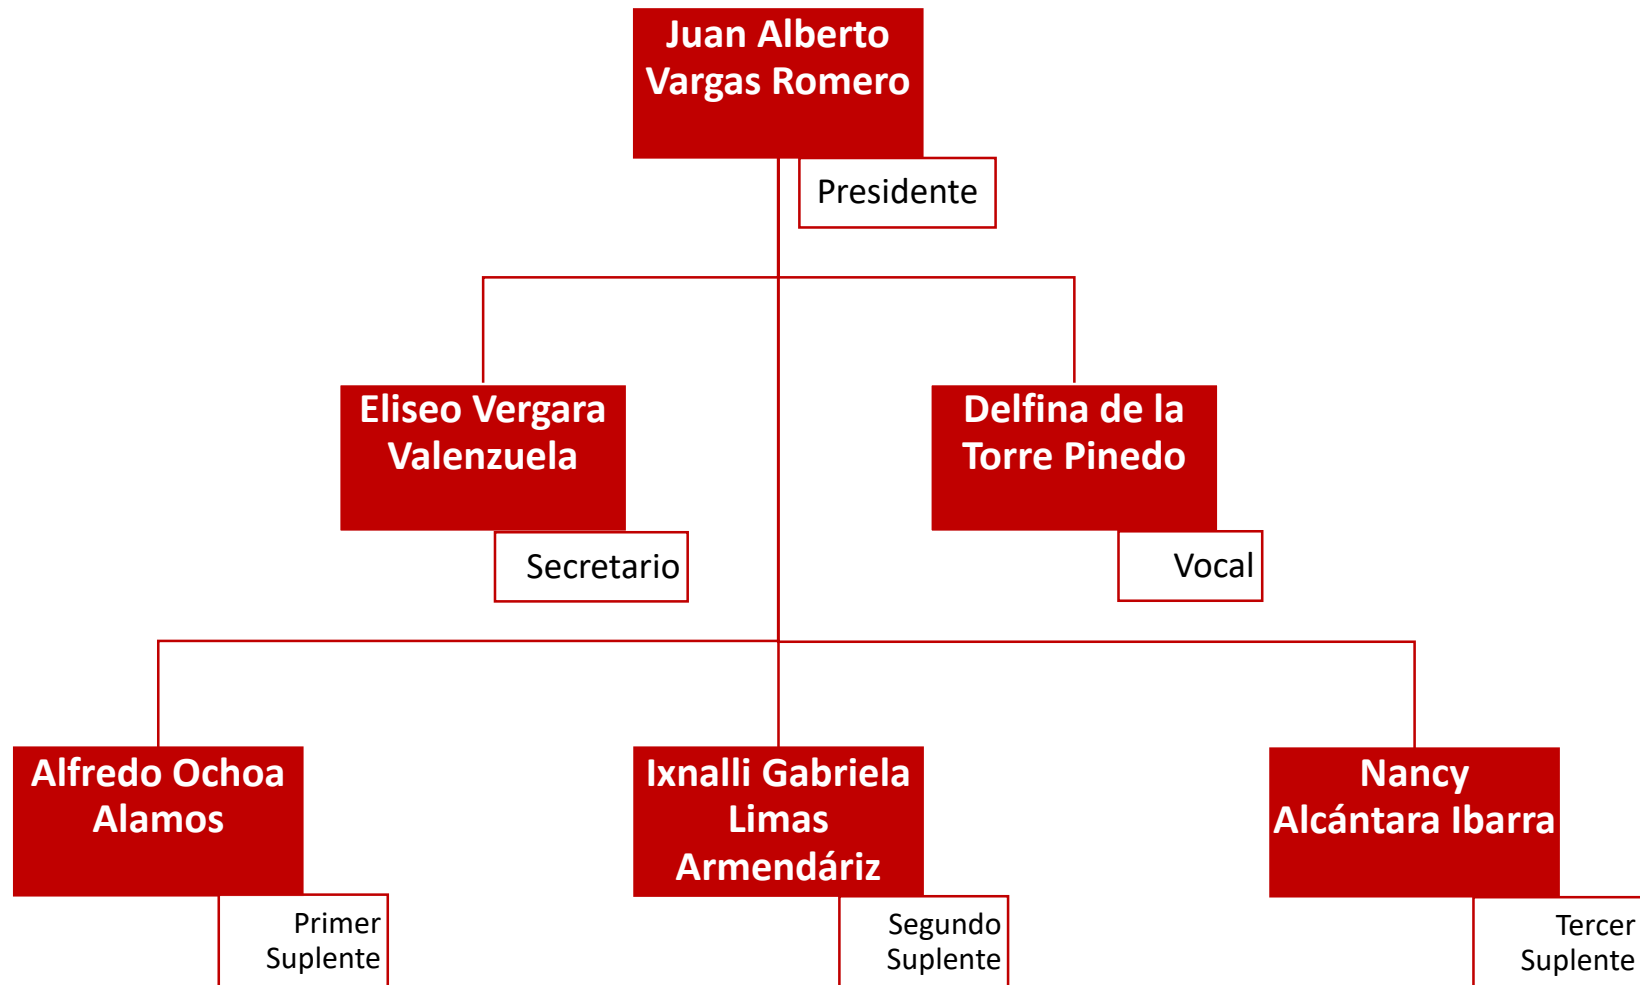 Juan Alberto
Vargas Romero
Presidente
Eliseo Vergara
Valenzuela
Secretario
Delfina de la
Torre Pinedo
Vocal
Alfredo Ochoa
Alamos
Primer
Suplente
Ixnalli Gabriela
Limas
Armendáriz
Segundo
Suplente
Nancy
Alcántara Ibarra
Tercer
Suplente